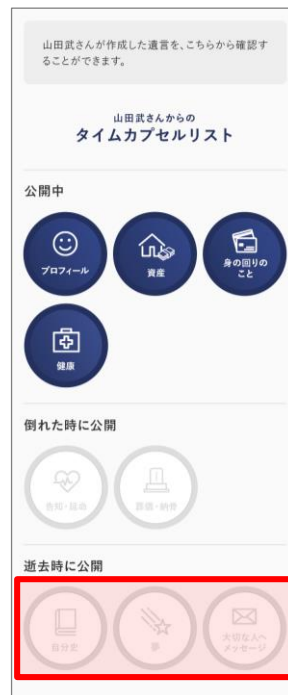 山田武さんが作成した遺言を、こちらから確認す
ることができます。
山田武さんからの
タイムカプセルリスト
公開中
プロフィール
資産
身の回りの
こと
健康
倒れた時に公開
告知・延命
葬儀・納骨
逝去時に公開
自分史
夢
大切な人へ
メッセージ